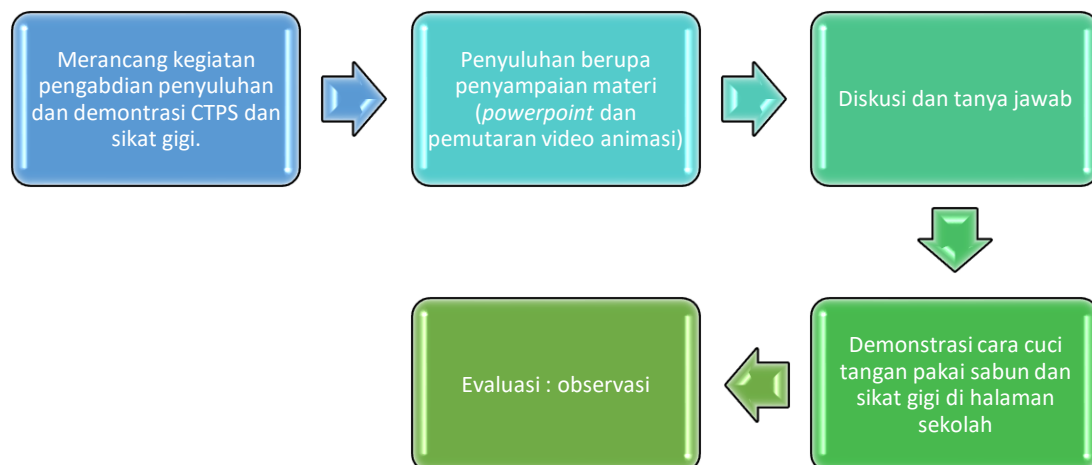 Merancang kegiatan
pengabdian penyuluhan
dan demontrasi CTPS dan
sikat gigi.
Penyuluhan berupa
penyampaian materi
(powerpoint dan
pemutaran video animasi)
Diskusi dan tanya jawab
Demonstrasi cara cuci
tangan pakai sabun dan
sikat gigi di halaman
sekolah
Evaluasi : observasi